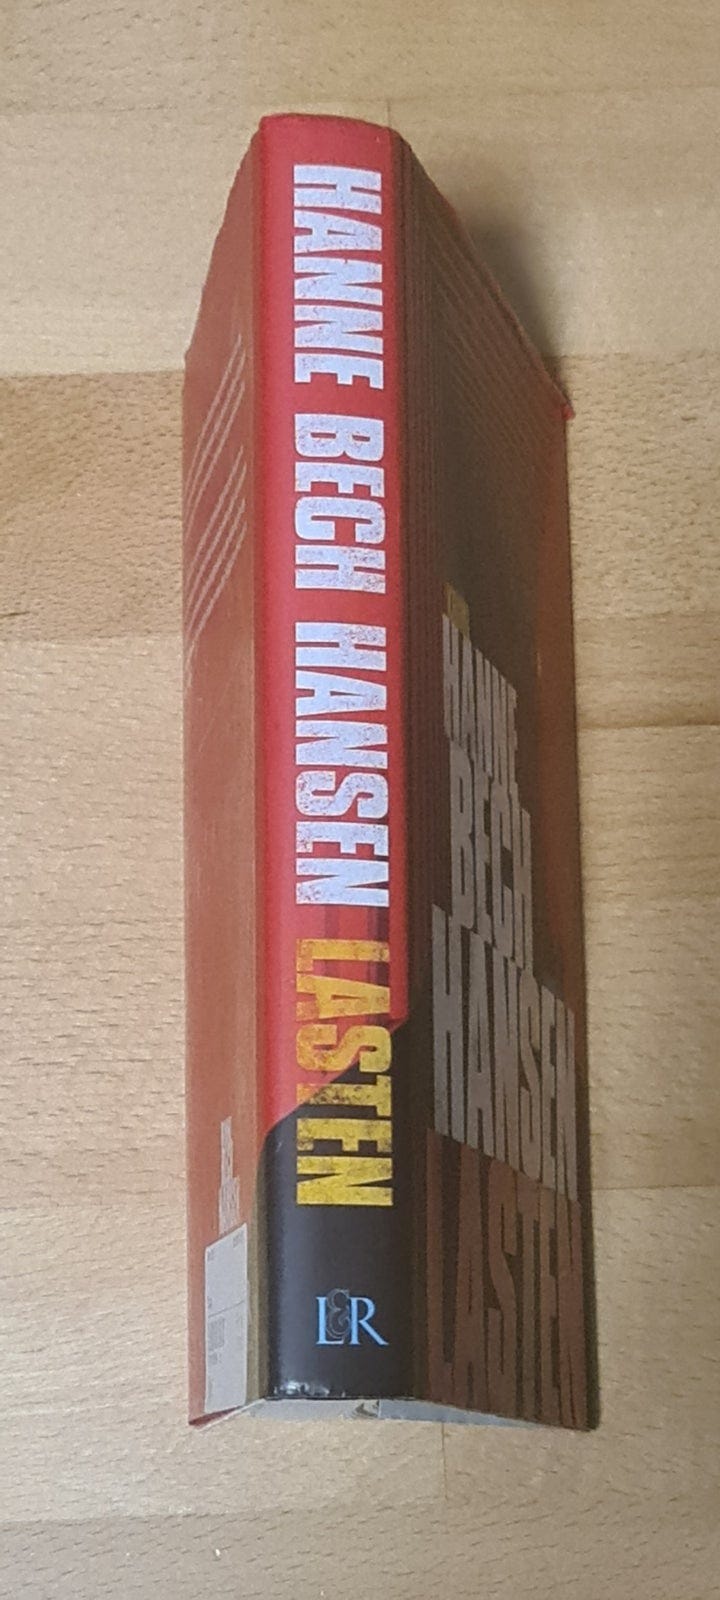 HANNE BECH HANSEN LASTEN
L&R
HANNE
BECH
HANSEN
LASTEN